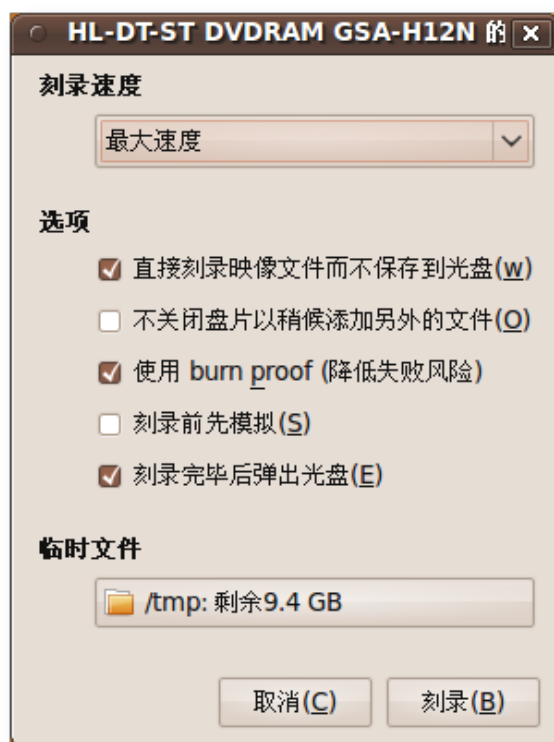 HL-DT-ST DVDRAM GSA-H12N 的
刻录速度
最大速度
选项
直接刻录映像文件而不保存到光盘(w)
不关闭盘片以稍候添加另外的文件(O)
使用 burn proof (降低失败风险)
刻录前先模拟(S)
刻录完毕后弹出光盘(E)
临时文件
/tmp: 剩余9.4 GB
取消(C) 刻录(B)